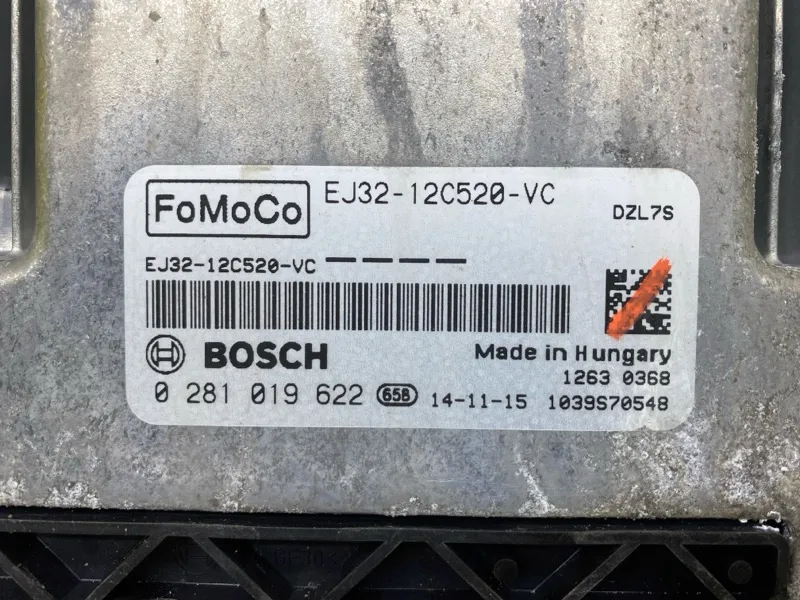 FoMoCo
EJ32-12C520-VC
DZL7S
EJ32-12C520-VC — — — —
BOSCH
Made in Hungary
1263 0368
0 281 019 622 658 14-11-15 1039S70548